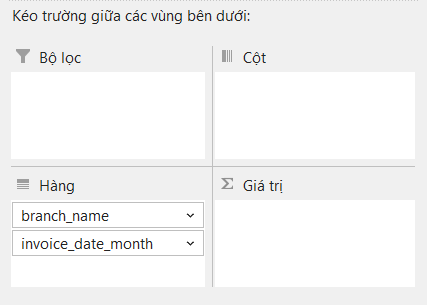 Kéo trường giữa các vùng bên dưới:
Bộ lọc
Cột
Hàng
Giá trị
branch_name
invoice_date_month